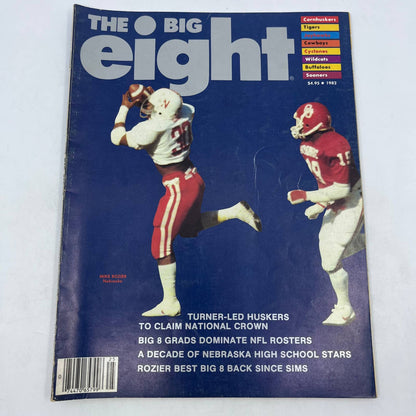 THE BIG
eight
Cornhuskers
Tigers
Cowboys
Cyclones
Wildcats
Buffaloes
Sooners
$4.95 ★ 1983
30
19
MIKE ROZIER
Nebraska
TURNER-LED HUSKERS
TO CLAIM NATIONAL CROWN
BIG 8 GRADS DOMINATE NFL ROSTERS
A DECADE OF NEBRASKA HIGH SCHOOL STARS
ROZIER BEST BIG 8 BACK SINCE SIMS
25